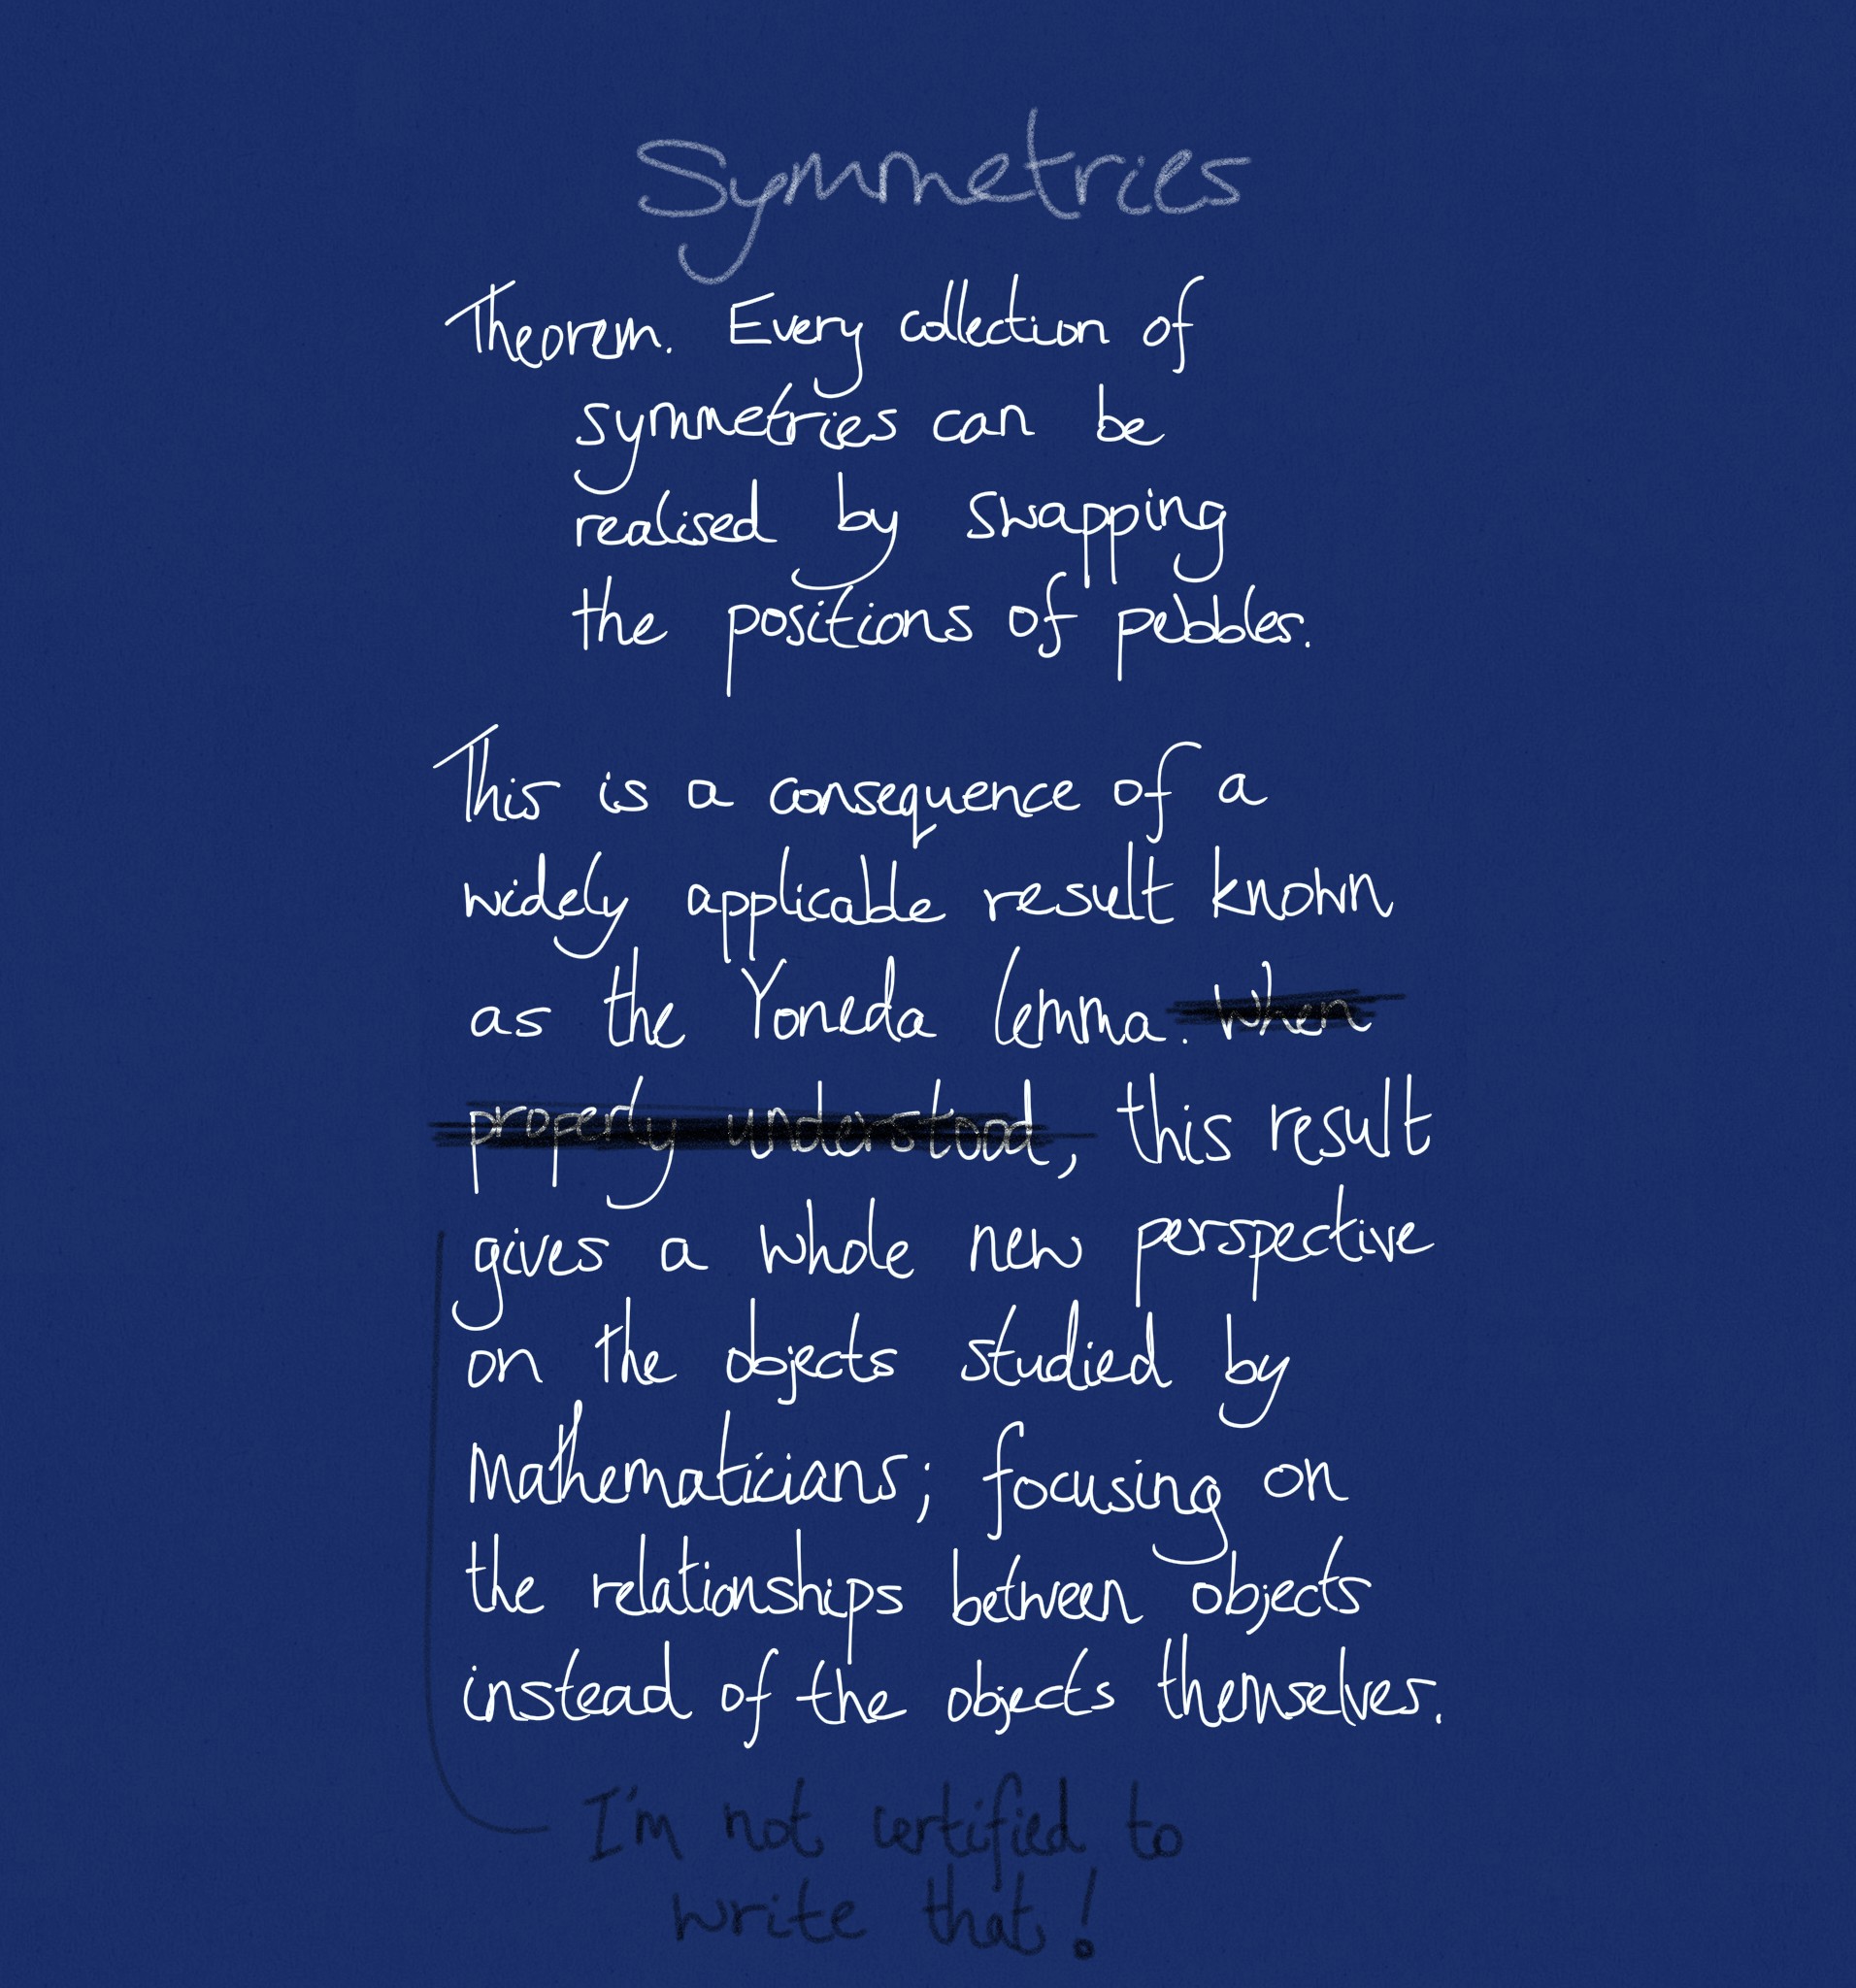 Symmetries
Theorem. Every collection of
symmetries can be
realised by swapping
the positions of pebbles.
This is a consequence of a
widely applicable result known
as the Yoneda lemma. When
properly understood, this result
gives a whole new perspective
on the objects studied by
Mathematicians; focusing on
the relationships between objects
instead of the objects themselves.
I'm not certified to
write that!